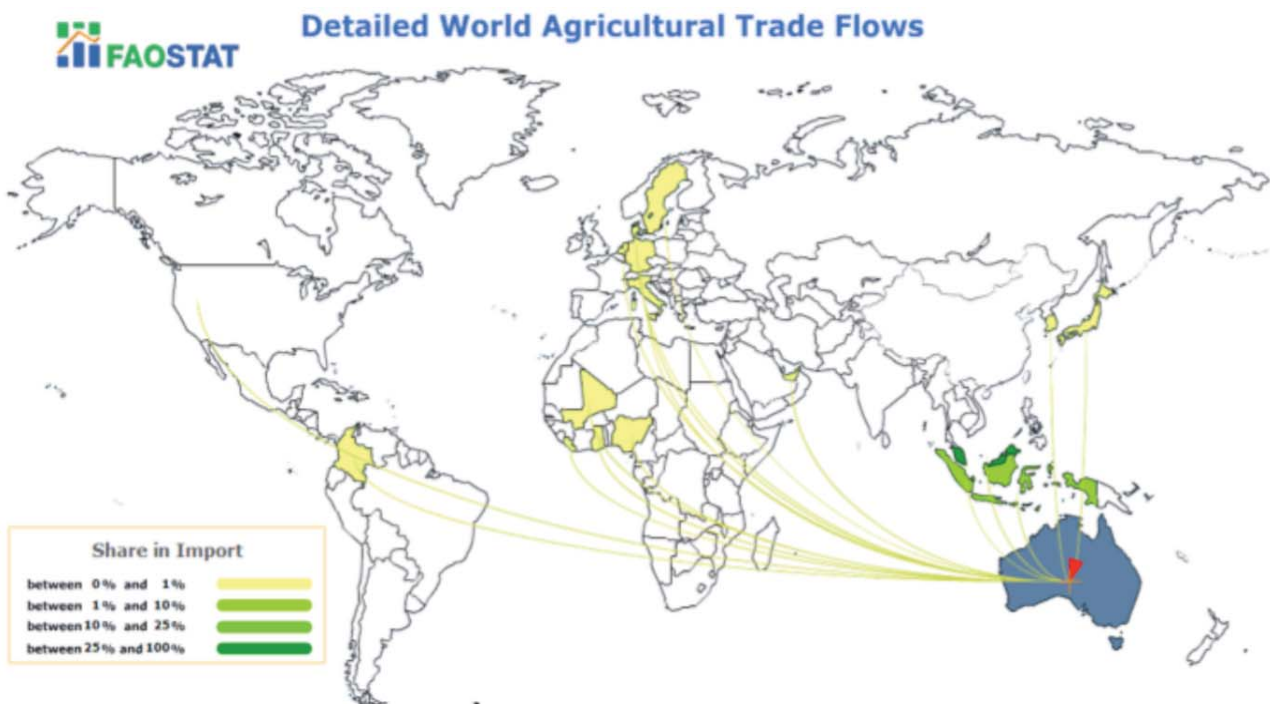 Detailed World Agricultural Trade Flows
FAOSTAT
Share in Import
between 0% and 1%
between 1% and 10%
between 10% and 25%
between 25% and 100%